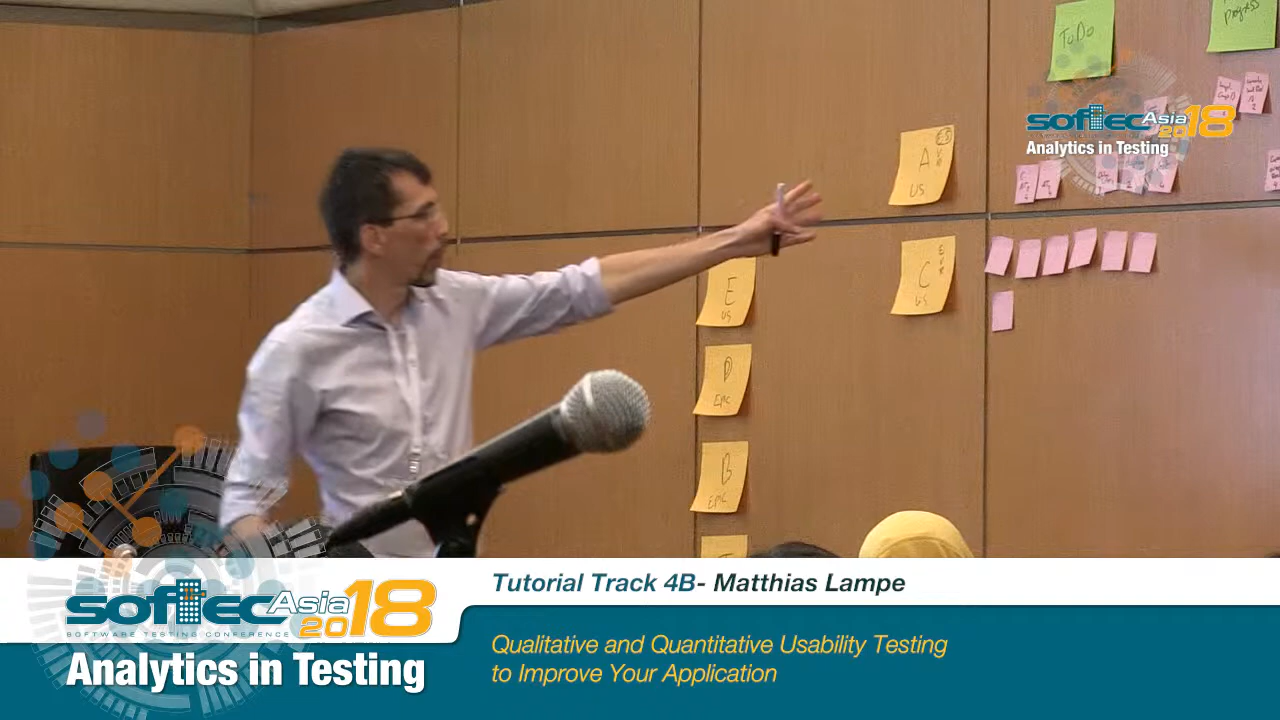 ToDo
Progress
softec Asia 2018
Analytics in Testing
A
US
C
US
E
US
D
EPIC
B
EPIC
softec Asia 2018
SOFTWARE TESTING CONFERENCE
Analytics in Testing
Tutorial Track 4B- Matthias Lampe
Qualitative and Quantitative Usability Testing
to Improve Your Application